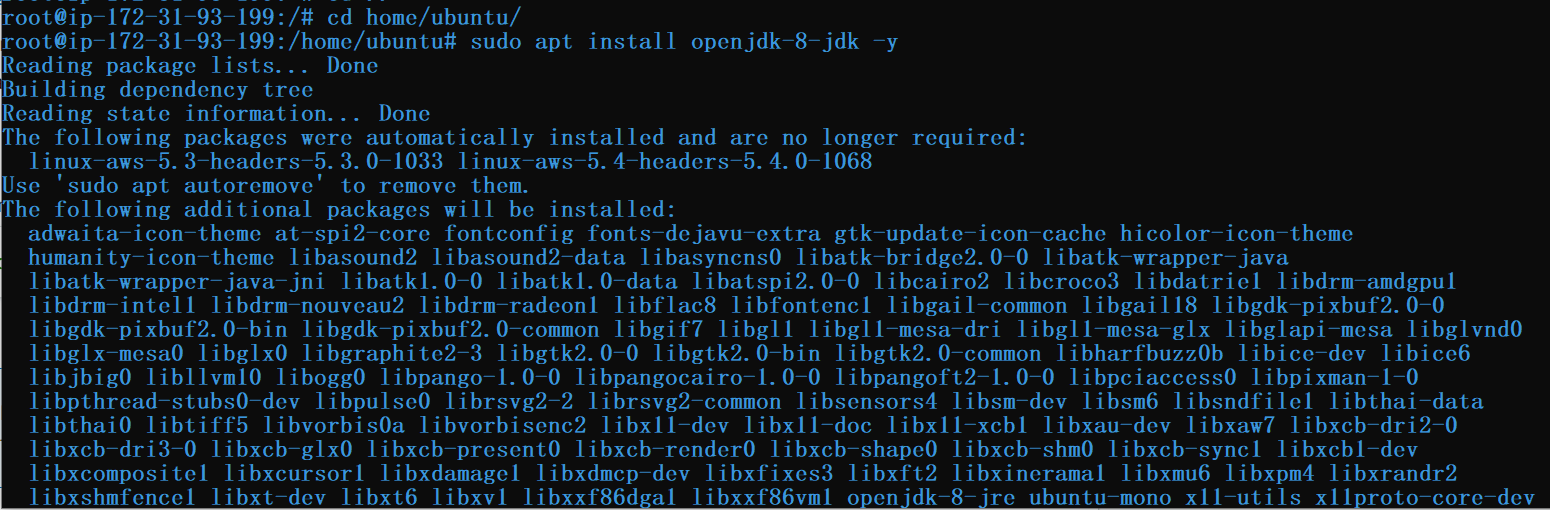 root@ip-172-31-93-199:/# cd home/ubuntu/
root@ip-172-31-93-199:/home/ubuntu# sudo apt install openjdk-8-jdk -y
Reading package lists... Done
Building dependency tree
Reading state information... Done
The following packages were automatically installed and are no longer required:
  linux-aws-5.3-headers-5.3.0-1033 linux-aws-5.4-headers-5.4.0-1068
Use 'sudo apt autoremove' to remove them.
The following additional packages will be installed:
  adwaita-icon-theme at-spi2-core fontconfig fonts-dejavu-extra gtk-update-icon-cache hicolor-icon-theme
  humanity-icon-theme libasound2 libasound2-data libasyncns0 libatk-bridge2.0-0 libatk-wrapper-java
  libatk-wrapper-java-jni libatk1.0-0 libatk1.0-data libatspi2.0-0 libcairo2 libcroco3 libdatrie1 libdrm-amdgpu1
  libdrm-intel1 libdrm-nouveau2 libdrm-radeon1 libflac8 libfontenc1 libgail-common libgail18 libgdk-pixbuf2.0-0
  libgdk-pixbuf2.0-bin libgdk-pixbuf2.0-common libgif7 libgl1 libgl1-mesa-dri libgl1-mesa-glx libglapi-mesa libglvnd0
  libglx-mesa0 libglx0 libgraphite2-3 libgtk2.0-0 libgtk2.0-bin libgtk2.0-common libharfbuzz0b libice-dev libice6
  libjbig0 libllvm10 libogg0 libpango-1.0-0 libpangocairo-1.0-0 libpangoft2-1.0-0 libpciaccess0 libpixman-1-0
  libpthread-stubs0-dev libpulse0 librsvg2-2 librsvg2-common libsensors4 libsm-dev libsm6 libsndfile1 libthai-data
  libthai0 libtiff5 libvorbis0a libvorbisenc2 libx11-dev libx11-doc libx11-xcb1 libxau-dev libxaw7 libxcb-dri2-0
  libxcb-dri3-0 libxcb-glx0 libxcb-present0 libxcb-render0 libxcb-shape0 libxcb-shm0 libxcb-sync1 libxcb1-dev
  libxcomposite1 libxcursor1 libxdamage1 libxdmcp-dev libxfixes3 libxft2 libxinerama1 libxmu6 libxpm4 libxrandr2
  libxshmfence1 libxt-dev libxt6 libxv1 libxxf86dga1 libxxf86vm1 openjdk-8-jre ubuntu-mono x11-utils x11proto-core-dev